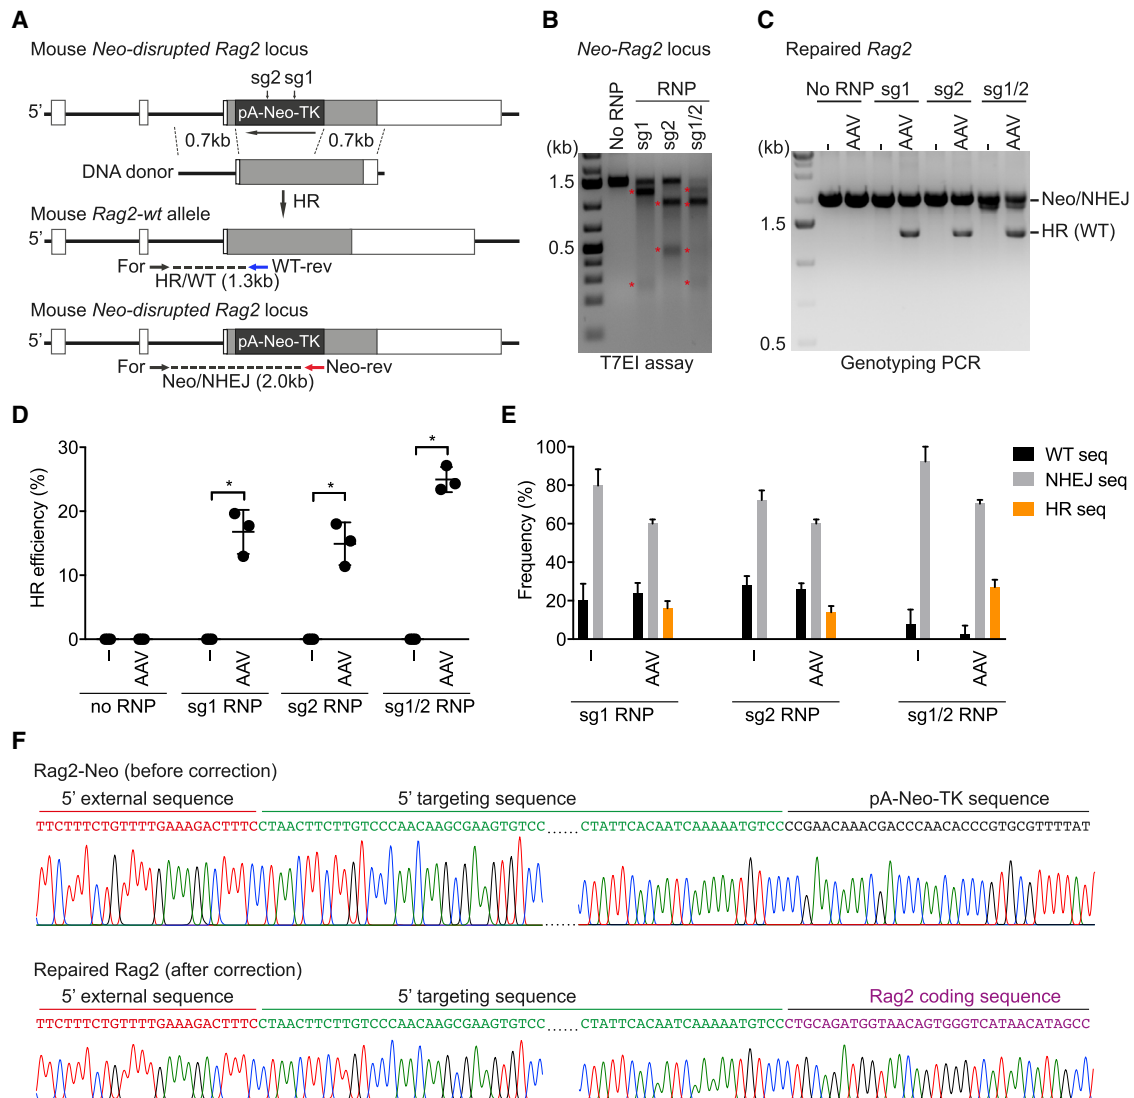 A
Mouse Neo-disrupted Rag2 locus
sg2 sg1
5’
pA-Neo-TK
0.7kb
0.7kb
DNA donor
HR
Mouse Rag2-wt allele
5’
For
WT-rev
HR/WT (1.3kb)
Mouse Neo-disrupted Rag2 locus
5’
pA-Neo-TK
For
Neo-rev
Neo/NHEJ (2.0kb)
B
Neo-Rag2 locus
RNP
No RNP
sg1
sg2
sg1/2
(kb)
1.5
0.5
*
*
*
*
*
*
*
T7EI assay
C
Repaired Rag2
No RNP sg1 sg2 sg1/2
- AAV - AAV - AAV - AAV
(kb)
Neo/NHEJ
1.5
HR (WT)
0.5
Genotyping PCR
D
HR efficiency (%)
30
20
10
0
*
*
*
– AAV – AAV – AAV – AAV
no RNP sg1 RNP sg2 RNP sg1/2 RNP
E
Frequency (%)
100
80
60
40
20
0
WT seq
NHEJ seq
HR seq
– AAV – AAV – AAV
sg1 RNP sg2 RNP sg1/2 RNP
F
Rag2-Neo (before correction)
5’ external sequence 5’ targeting sequence pA-Neo-TK sequence
TTCTTTCTGTTTTGAAAGACTTTCCTAACTTCTTGTCCCAACAAGCGAAGTGTCC ...... CTATTCACAATCAAAAATGTCCCCGAACAAACGACCCAACACCCGTGCGTTTTAT
......
Repaired Rag2 (after correction)
5’ external sequence 5’ targeting sequence Rag2 coding sequence
TTCTTTCTGTTTTGAAAGACTTTCCTAACTTCTTGTCCCAACAAGCGAAGTGTCC ...... CTATTCACAATCAAAAATGTCCCTGCAGATGGTAACAGTGGGTCATAACATAGCC